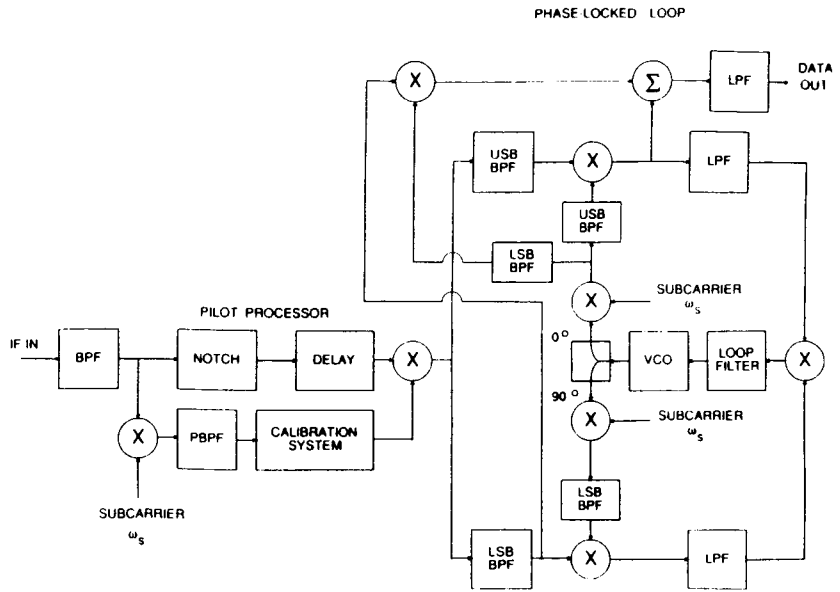 PHASE-LOCKED LOOP
X
Σ
LPF
DATA
OUT
USB
BPF
X
LPF
USB
BPF
LSB
BPF
X
SUBCARRIER
ωs
PILOT PROCESSOR
IF IN
BPF
NOTCH
DELAY
X
0°
VCO
LOOP
FILTER
X
90°
X
SUBCARRIER
ωs
X
PBPF
CALIBRATION
SYSTEM
SUBCARRIER
ωs
LSB
BPF
LSB
BPF
X
LPF